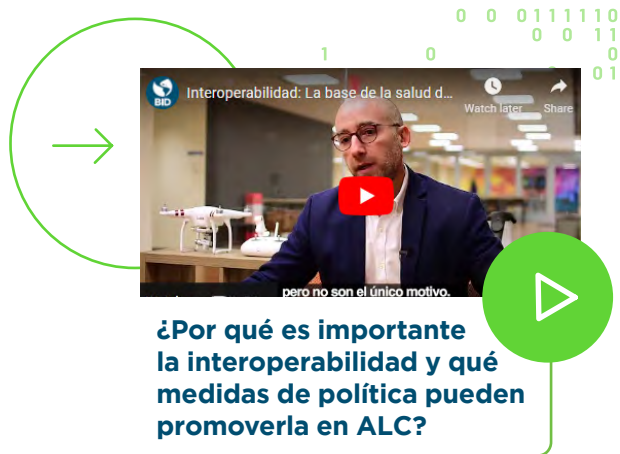 0 0 0111110
0 0 11
1 0 0
0 1
BID
Interoperabilidad: La base de la salud d...
Watch later
Share
pero no son el único motivo.
¿Por qué es importante
la interoperabilidad y qué
medidas de política pueden
promoverla en ALC?